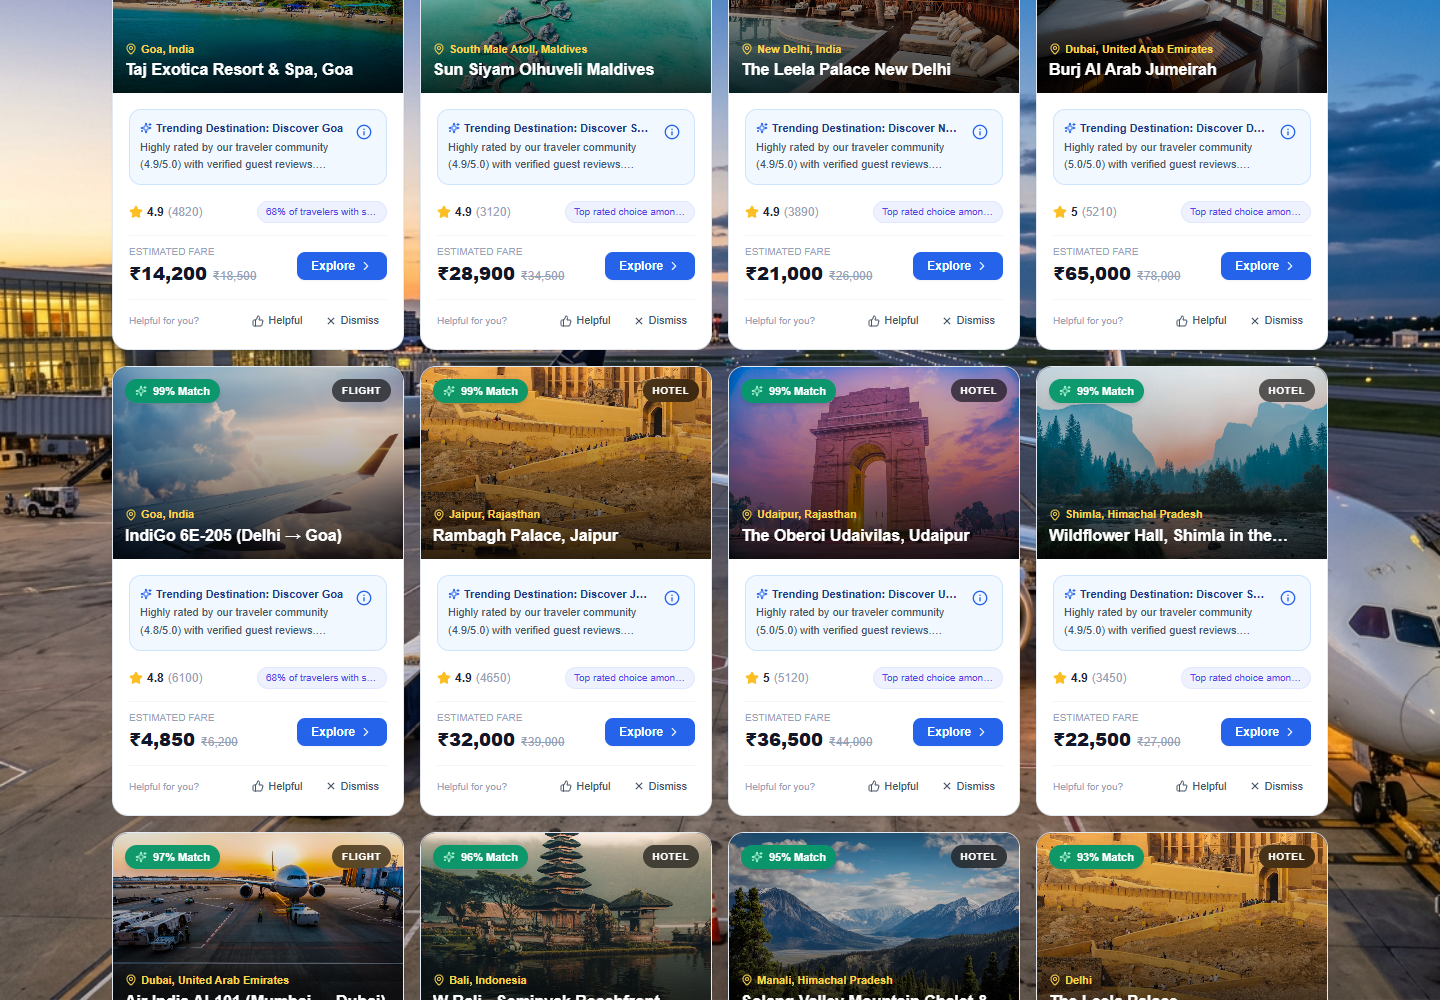 Goa, India
Taj Exotica Resort & Spa, Goa
Trending Destination: Discover Goa
Highly rated by our traveler community
(4.9/5.0) with verified guest reviews....
4.9 (4820)
68% of travelers with s...
ESTIMATED FARE
₹14,200 ₹18,500
Explore
Helpful for you?
Helpful
Dismiss
South Male Atoll, Maldives
Sun Siyam Olhuveli Maldives
Trending Destination: Discover S...
Highly rated by our traveler community
(4.9/5.0) with verified guest reviews....
4.9 (3120)
Top rated choice amon...
ESTIMATED FARE
₹28,900 ₹34,500
Explore
Helpful for you?
Helpful
Dismiss
New Delhi, India
The Leela Palace New Delhi
Trending Destination: Discover N...
Highly rated by our traveler community
(4.9/5.0) with verified guest reviews....
4.9 (3890)
Top rated choice amon...
ESTIMATED FARE
₹21,000 ₹26,000
Explore
Helpful for you?
Helpful
Dismiss
Dubai, United Arab Emirates
Burj Al Arab Jumeirah
Trending Destination: Discover D...
Highly rated by our traveler community
(5.0/5.0) with verified guest reviews....
5 (5210)
Top rated choice amon...
ESTIMATED FARE
₹65,000 ₹78,000
Explore
Helpful for you?
Helpful
Dismiss
99% Match
FLIGHT
Goa, India
IndiGo 6E-205 (Delhi → Goa)
Trending Destination: Discover Goa
Highly rated by our traveler community
(4.8/5.0) with verified guest reviews....
4.8 (6100)
68% of travelers with s...
ESTIMATED FARE
₹4,850 ₹6,200
Explore
Helpful for you?
Helpful
Dismiss
99% Match
HOTEL
Jaipur, Rajasthan
Rambagh Palace, Jaipur
Trending Destination: Discover J...
Highly rated by our traveler community
(4.9/5.0) with verified guest reviews....
4.9 (4650)
Top rated choice amon...
ESTIMATED FARE
₹32,000 ₹39,000
Explore
Helpful for you?
Helpful
Dismiss
99% Match
HOTEL
Udaipur, Rajasthan
The Oberoi Udaivilas, Udaipur
Trending Destination: Discover U...
Highly rated by our traveler community
(5.0/5.0) with verified guest reviews....
5 (5120)
Top rated choice amon...
ESTIMATED FARE
₹36,500 ₹44,000
Explore
Helpful for you?
Helpful
Dismiss
99% Match
HOTEL
Shimla, Himachal Pradesh
Wildflower Hall, Shimla in the...
Trending Destination: Discover S...
Highly rated by our traveler community
(4.9/5.0) with verified guest reviews....
4.9 (3450)
Top rated choice amon...
ESTIMATED FARE
₹22,500 ₹27,000
Explore
Helpful for you?
Helpful
Dismiss
97% Match
FLIGHT
Dubai, United Arab Emirates
Air India AI-101 (Mumbai → Dubai)
96% Match
HOTEL
Bali, Indonesia
W Bali - Seminyak Beachfront
95% Match
HOTEL
Manali, Himachal Pradesh
Solang Valley Mountain Chalet &
93% Match
HOTEL
Delhi
The Leela Palace